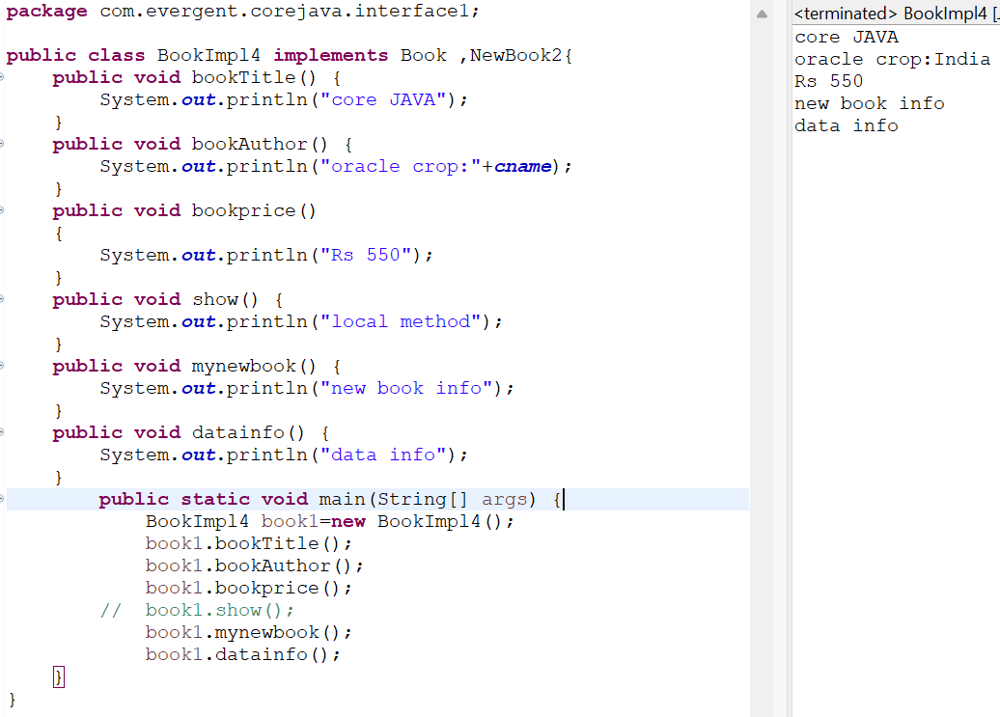 package com.evergent.corejava.interface1;
public class BookImpl4 implements Book ,NewBook2{
public void bookTitle() {
System.out.println("core JAVA");
}
public void bookAuthor() {
System.out.println("oracle crop:"+cname);
}
public void bookprice()
{
System.out.println("Rs 550");
}
public void show() {
System.out.println("local method");
}
public void mynewbook() {
System.out.println("new book info");
}
public void datainfo() {
System.out.println("data info");
}
public static void main(String[] args) {
BookImpl4 book1=new BookImpl4();
book1.bookTitle();
book1.bookAuthor();
book1.bookprice();
// book1.show();
book1.mynewbook();
book1.datainfo();
}
}
<terminated> BookImpl4 [
core JAVA
oracle crop:India
Rs 550
new book info
data info